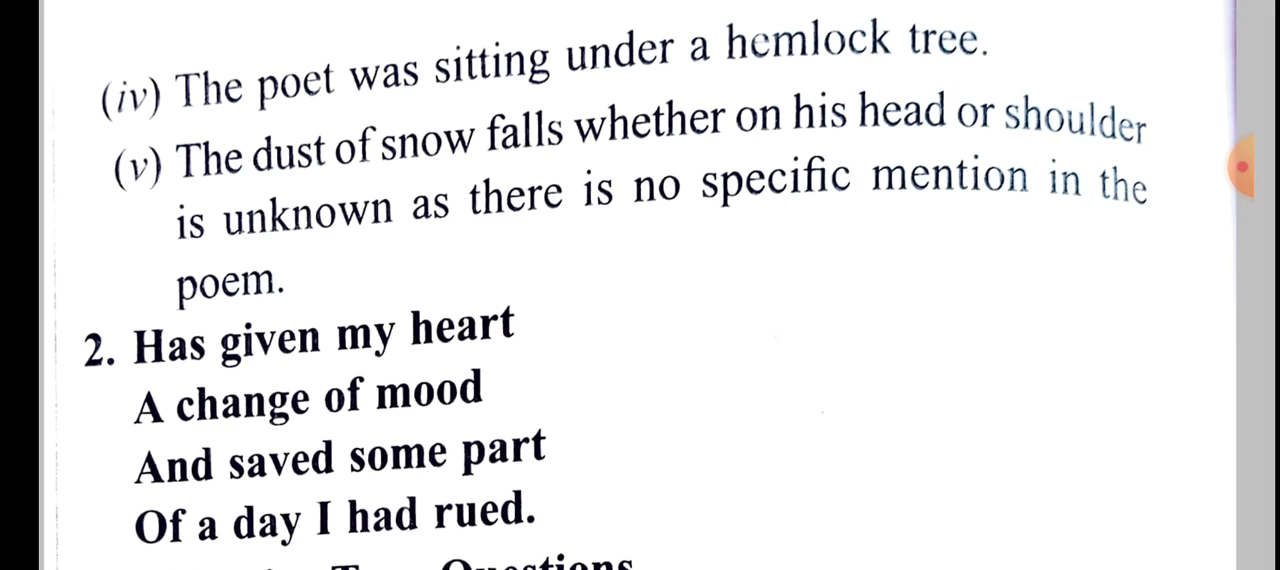 (iv) The poet was sitting under a hemlock tree.
(v) The dust of snow falls whether on his head or shoulder
is unknown as there is no specific mention in the
poem.
2. Has given my heart
A change of mood
And saved some part
Of a day I had rued.
Questions